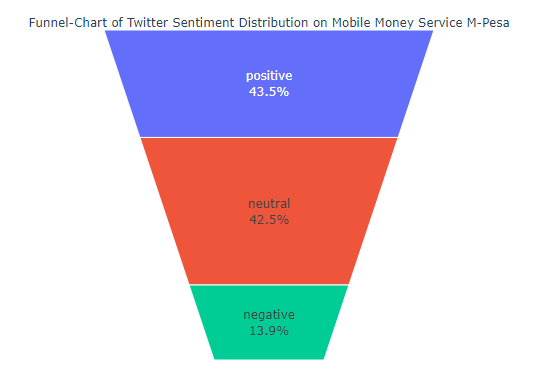 Funnel-Chart of Twitter Sentiment Distribution on Mobile Money Service M-Pesa
positive
43.5%
neutral
42.5%
negative
13.9%